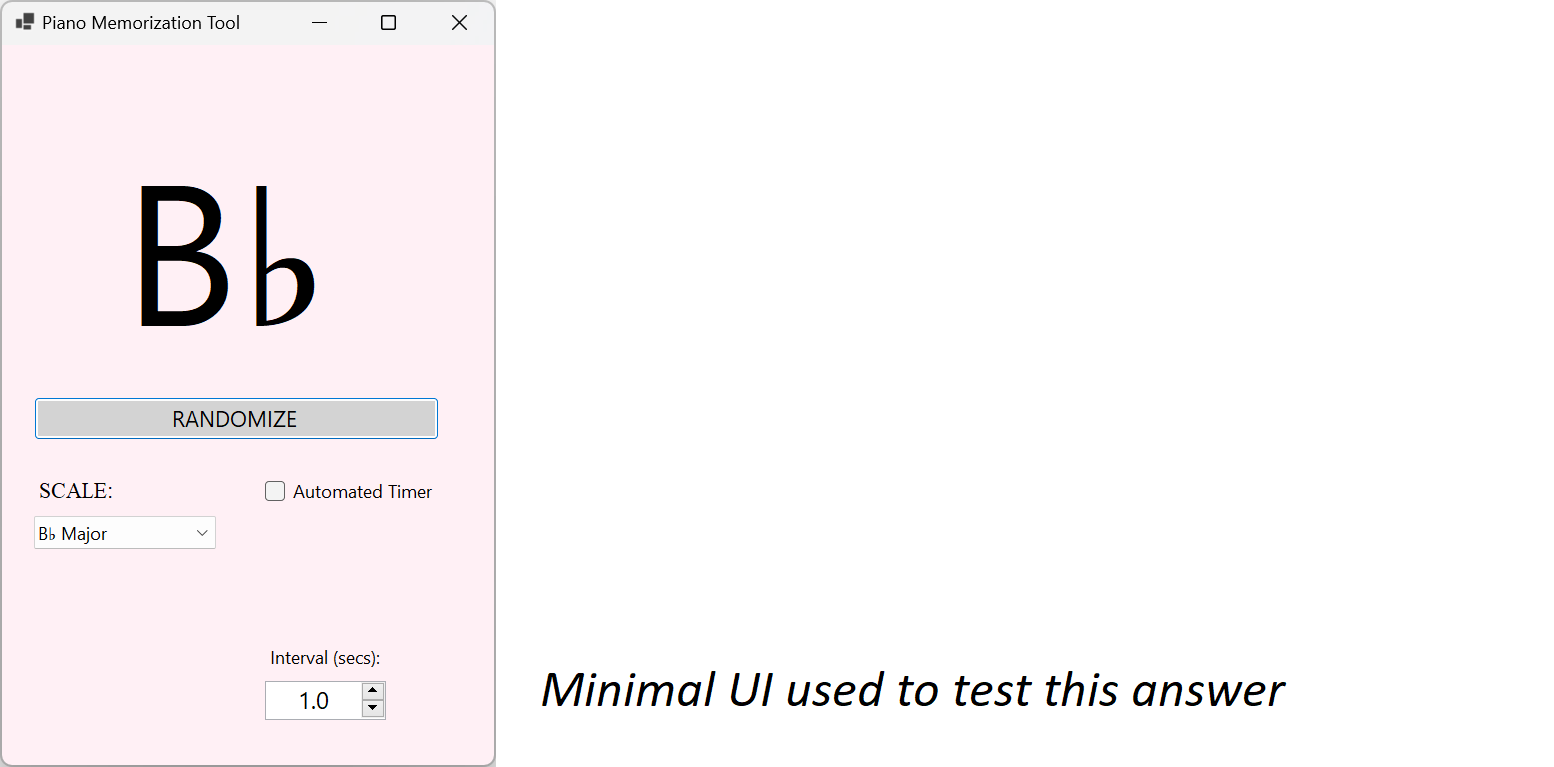 Piano Memorization Tool
B♭
RANDOMIZE
SCALE:
Automated Timer
B♭ Major
Interval (secs):
1.0
Minimal UI used to test this answer